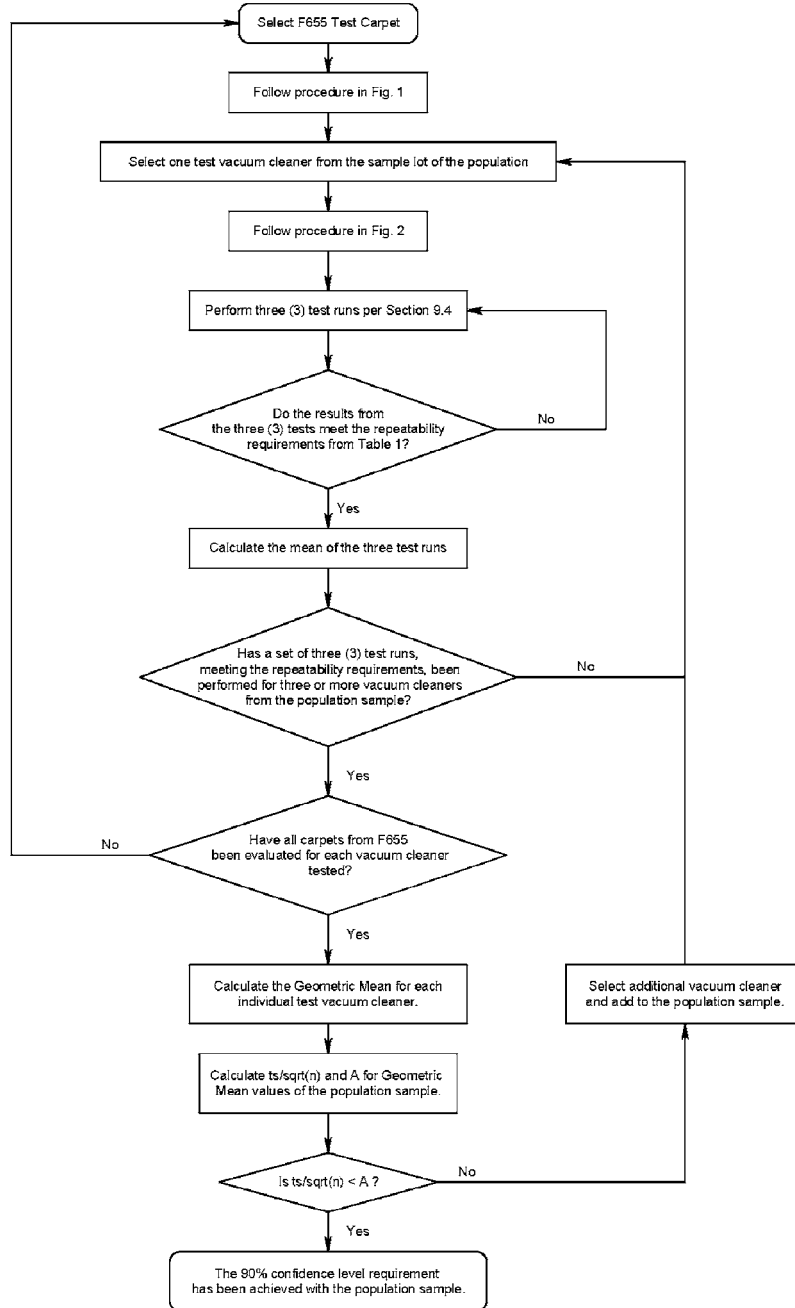 Select F655 Test Carpet
Follow procedure in Fig. 1
Select one test vacuum cleaner from the sample lot of the population
Follow procedure in Fig. 2
Perform three (3) test runs per Section 9.4
Do the results from
the three (3) tests meet the repeatability
requirements from Table 1?
No
Yes
Calculate the mean of the three test runs
Has a set of three (3) test runs,
meeting the repeatability requirements, been
performed for three or more vacuum cleaners
from the population sample?
No
Yes
Have all carpets from F655
been evaluated for each vacuum cleaner
tested?
No
Yes
Calculate the Geometric Mean for each
individual test vacuum cleaner.
Select additional vacuum cleaner
and add to the population sample.
Calculate ts/sqrt(n) and A for Geometric
Mean values of the population sample.
Is ts/sqrt(n) < A ?
No
Yes
The 90% confidence level requirement
has been achieved with the population sample.